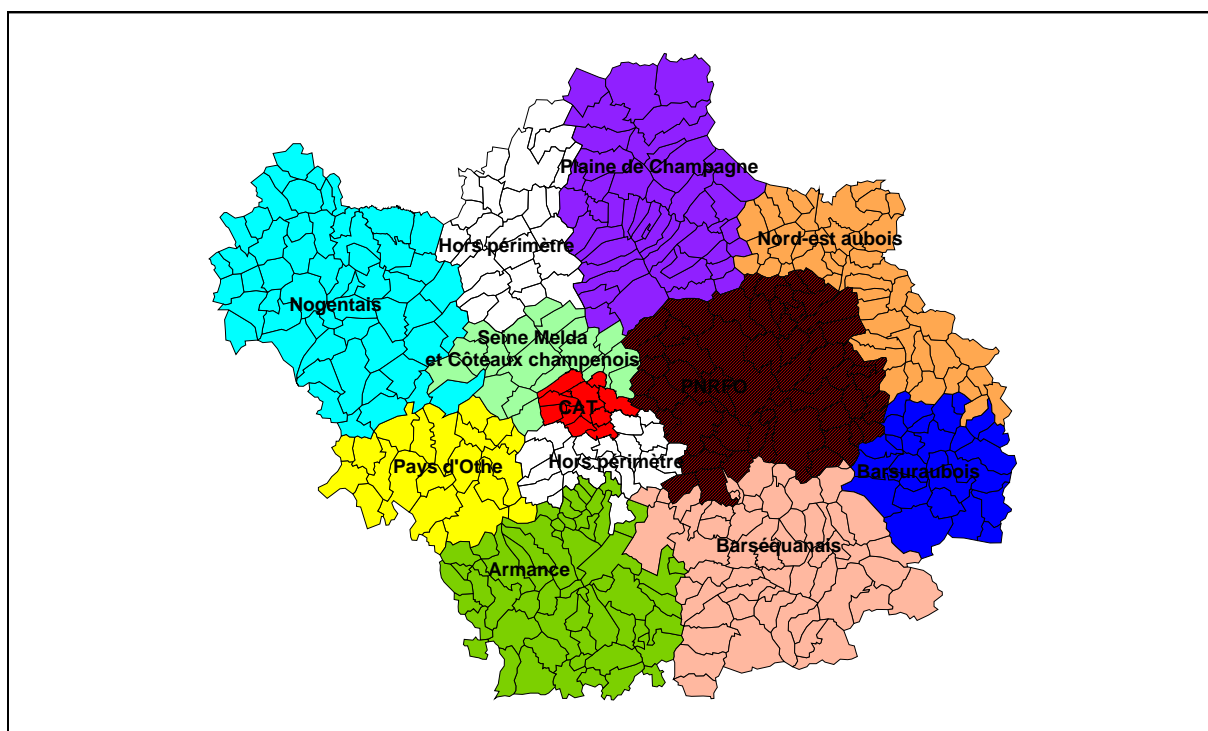 Plaine de Champagne
Hors périmètre
Nord-est aubois
Nogentais
Seine Melda
et Côteaux champenois
PNRFO
CAT
Pays d'Othe
Hors périmètre
Barsuraubois
Barséquanais
Armance